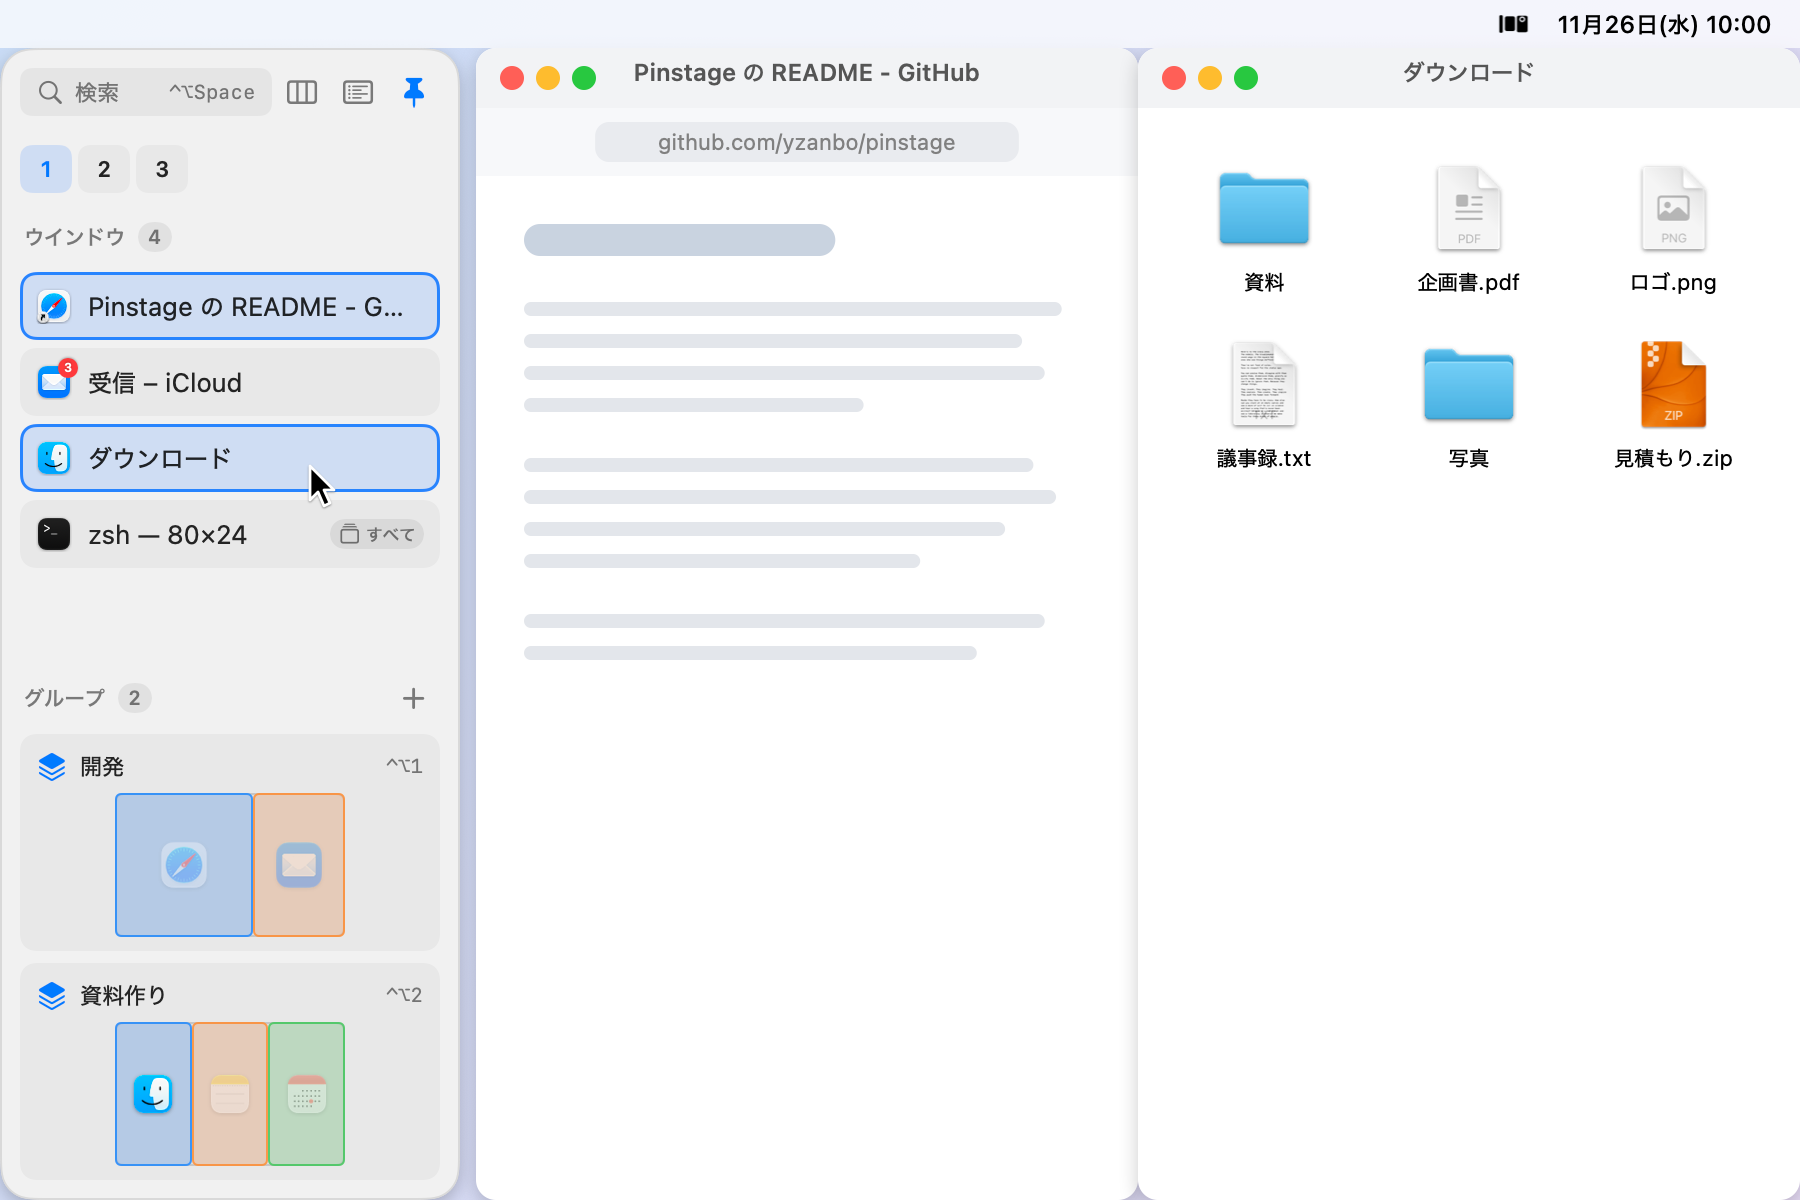 11月26日(水) 10:00
検索 ^⌥Space
1 2 3
ウインドウ 4
Pinstage の README - G...
3
受信 – iCloud
ダウンロード
zsh — 80×24 すべて
グループ 2
開発 ^⌥1
資料作り ^⌥2
Pinstage の README - GitHub
github.com/yzanbo/pinstage
ダウンロード
PDF
PNG
資料 企画書.pdf ロゴ.png
ZIP
議事録.txt 写真 見積もり.zip